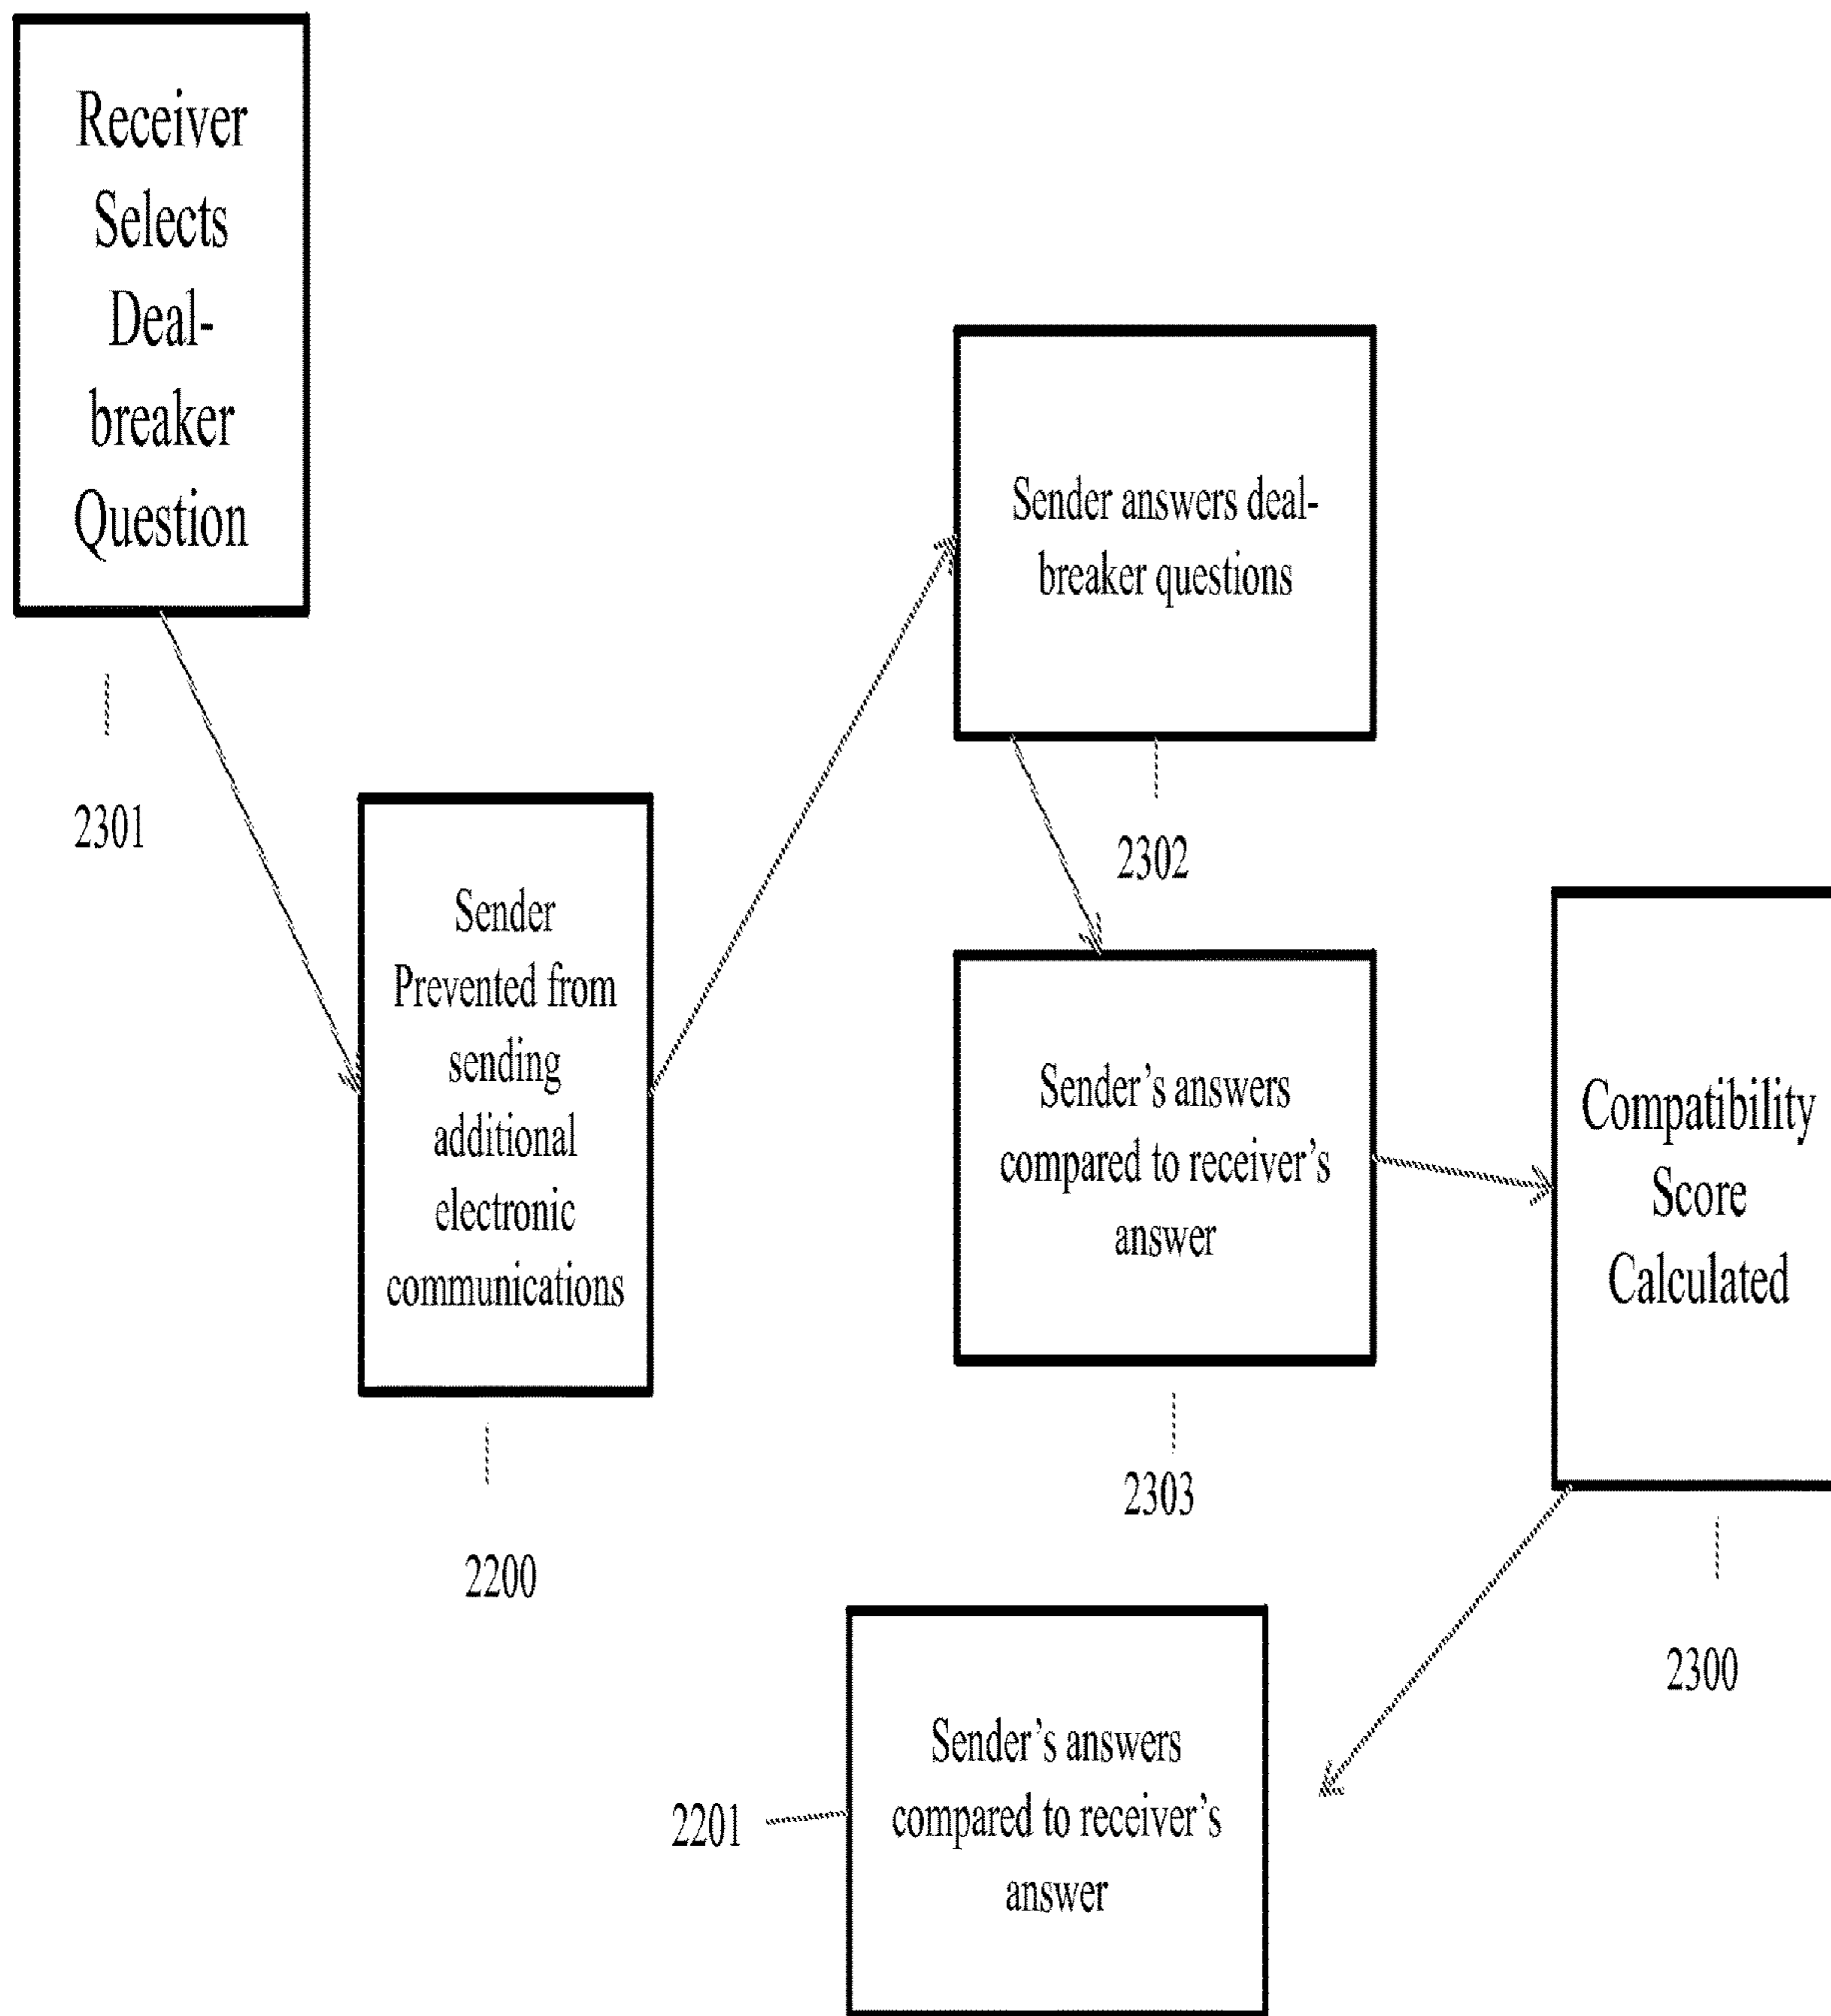 Receiver
Selects
Deal-
breaker
Question
2301
Sender
Prevented from
sending
additional
electronic
communications
2200
Sender answers deal-
breaker questions
2302
Sender’s answers
compared to receiver’s
answer
2303
Compatibility
Score
Calculated
2300
Sender’s answers
compared to receiver’s
answer
2201